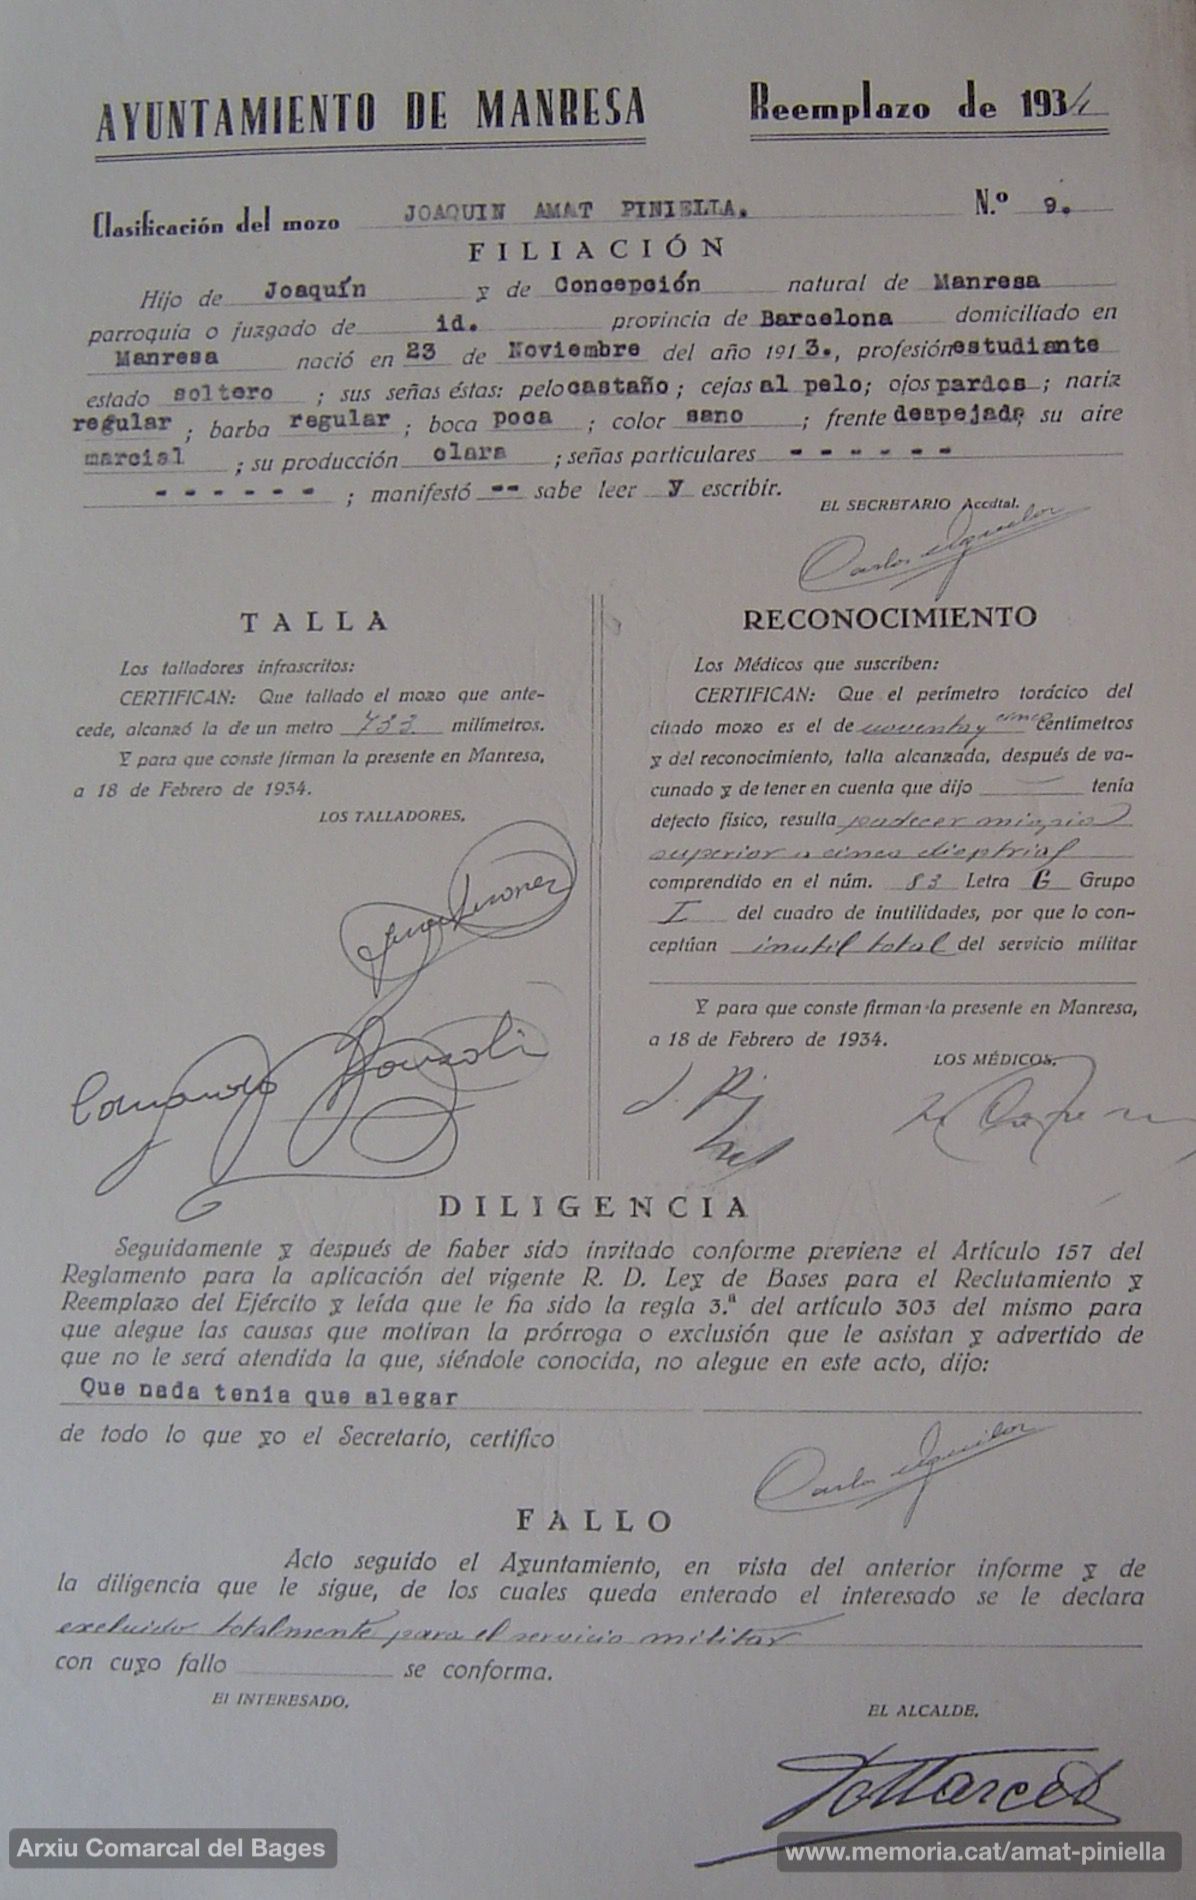 AYUNTAMIENTO DE MANRESA Reemplazo de 1934
Clasificación del mozo JOAQUIN AMAT PINIELLA. N.º 9.
FILIACIÓN
Hijo de Joaquín y de Concepción natural de Manresa
parroquia o juzgado de id. provincia de Barcelona domiciliado en
Manresa nació en 23 de Noviembre del año 1913., profesión estudiante
estado soltero ; sus señas éstas: pelo castaño ; cejas al pelo; ojos pardos ; nariz
regular ; barba regular ; boca poca ; color sano ; frente despejada; su aire
marcial ; su producción clara ; señas particulares - - - - - -
- - - - - - ; manifestó -- sabe leer y escribir.
EL SECRETARIO Accdtal.
Carlos Aguilar
TALLA
Los talladores infrascritos:
CERTIFICAN: Que tallado el mozo que ante-
cede, alcanzó la de un metro 733 milímetros.
Y para que conste firman la presente en Manresa,
a 18 de Febrero de 1934.
LOS TALLADORES,
RECONOCIMIENTO
Los Médicos que suscriben:
CERTIFICAN: Que el perímetro torácico del
citado mozo es el de noventa y cinco centímetros
y del reconocimiento, talla alcanzada, después de va-
cunado y de tener en cuenta que dijo tenía
defecto físico, resulta padecer miopia
superior a cinco dioptrias
comprendido en el núm. 83 Letra G Grupo
I del cuadro de inutilidades, por que lo con-
ceptúan inutil total del servicio militar
Y para que conste firman la presente en Manresa,
a 18 de Febrero de 1934.
LOS MÉDICOS,
DILIGENCIA
Seguidamente y después de haber sido invitado conforme previene el Artículo 157 del
Reglamento para la aplicación del vigente R. D. Ley de Bases para el Reclutamiento y
Reemplazo del Ejército y leída que le ha sido la regla 3.ª del artículo 303 del mismo para
que alegue las causas que motivan la prórroga o exclusión que le asistan y advertido de
que no le será atendida la que, siéndole conocida, no alegue en este acto, dijo:
Que nada tenia que alegar
de todo lo que yo el Secretario, certifico
Carlos Aguilar
FALLO
Acto seguido el Ayuntamiento, en vista del anterior informe y de
la diligencia que le sigue, de los cuales queda enterado el interesado se le declara
excluido totalmente para el servicio militar
con cuyo fallo se conforma.
El INTERESADO,
EL ALCALDE,
Arxiu Comarcal del Bages
www.memoria.cat/amat-piniella